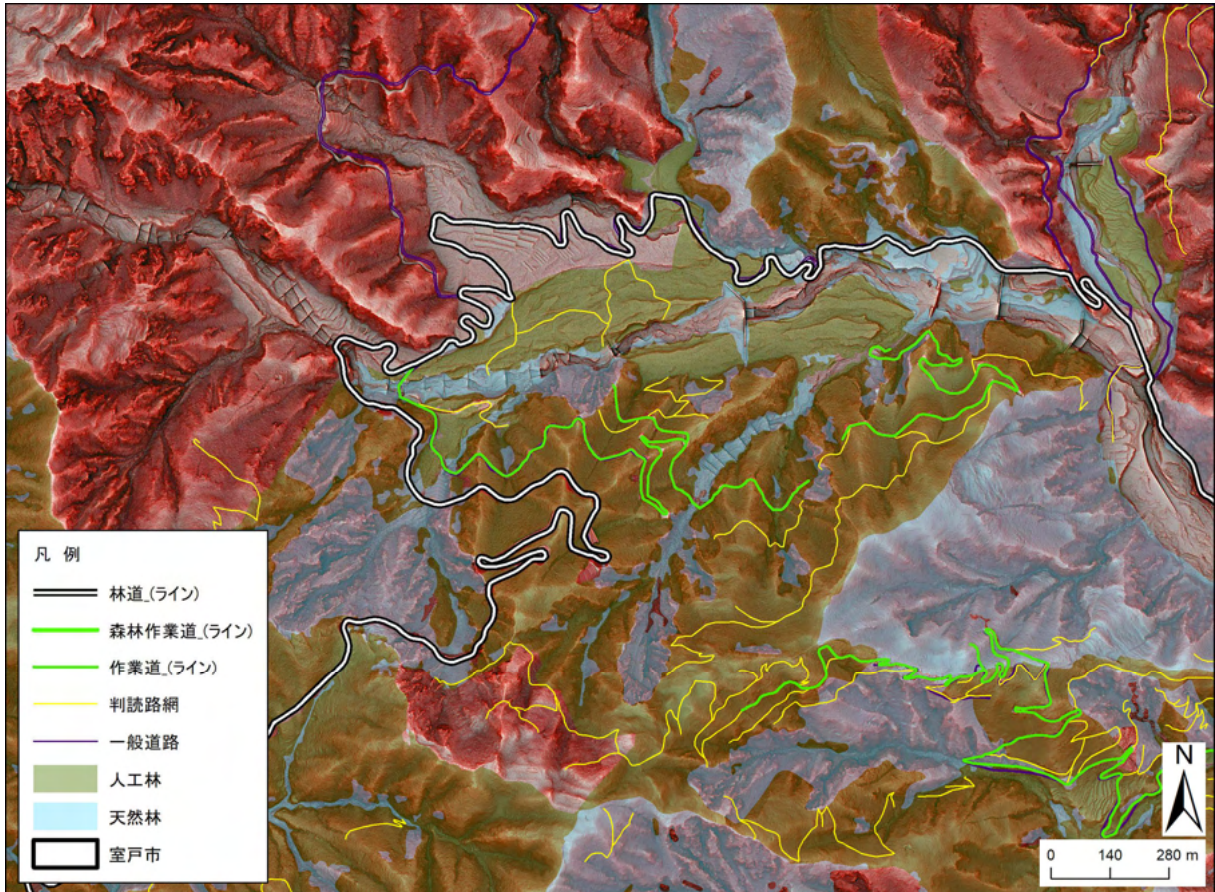 凡 例
林道_(ライン)
森林作業道_(ライン)
作業道_(ライン)
判読路網
一般道路
人工林
天然林
室戸市
N
0 140 280 m